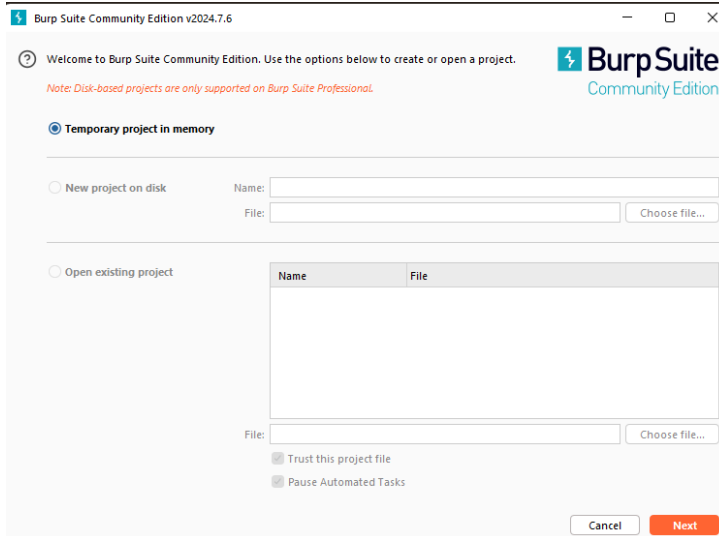 Burp Suite Community Edition v2024.7.6
Welcome to Burp Suite Community Edition. Use the options below to create or open a project.
Note: Disk-based projects are only supported on Burp Suite Professional.
Burp Suite
Community Edition
Temporary project in memory
New project on disk
Name:
File:
Choose file...
Open existing project
Name File
File:
Choose file...
Trust this project file
Pause Automated Tasks
Cancel
Next